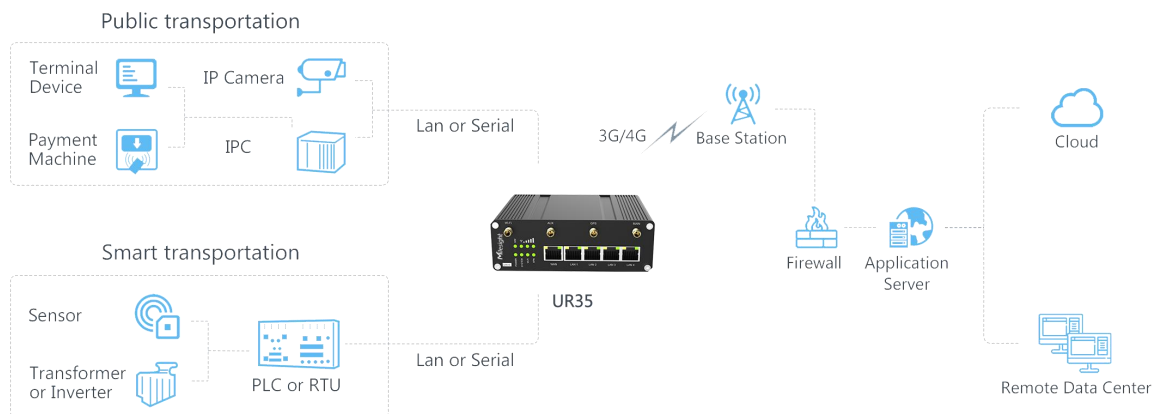 Public transportation
Terminal
Device
IP Camera
Payment
Machine
IPC
Lan or Serial
3G/4G
Base Station
Cloud
Milesight
UR35
Firewall
Application
Server
Smart transportation
Sensor
Transformer
or Inverter
PLC or RTU
Lan or Serial
Remote Data Center